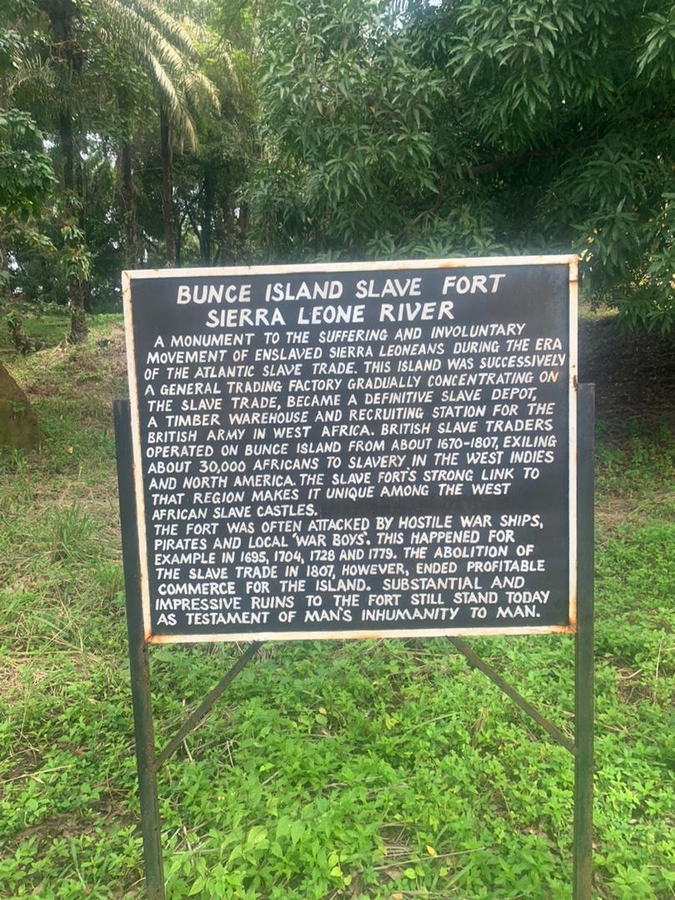 BUNCE ISLAND SLAVE FORT
SIERRA LEONE RIVER
A MONUMENT TO THE SUFFERING AND INVOLUNTARY
MOVEMENT OF ENSLAVED SIERRA LEONEANS DURING THE ERA
OF THE ATLANTIC SLAVE TRADE. THIS ISLAND WAS SUCCESSIVELY
A GENERAL TRADING FACTORY GRADUALLY CONCENTRATING ON
THE SLAVE TRADE, BECAME A DEFINITIVE SLAVE DEPOT,
A TIMBER WAREHOUSE AND RECRUITING STATION FOR THE
BRITISH ARMY IN WEST AFRICA. BRITISH SLAVE TRADERS
OPERATED ON BUNCE ISLAND FROM ABOUT 1670-1807, EXILING
ABOUT 30,000 AFRICANS TO SLAVERY IN THE WEST INDIES
AND NORTH AMERICA. THE SLAVE FORT'S STRONG LINK TO
THAT REGION MAKES IT UNIQUE AMONG THE WEST
AFRICAN SLAVE CASTLES.
THE FORT WAS OFTEN ATTACKED BY HOSTILE WAR SHIPS,
PIRATES AND LOCAL "WAR BOYS". THIS HAPPENED FOR
EXAMPLE IN 1695, 1704, 1728 AND 1779. THE ABOLITION OF
THE SLAVE TRADE IN 1807, HOWEVER, ENDED PROFITABLE
COMMERCE FOR THE ISLAND. SUBSTANTIAL AND
IMPRESSIVE RUINS TO THE FORT STILL STAND TODAY
AS TESTAMENT OF MAN'S INHUMANITY TO MAN.